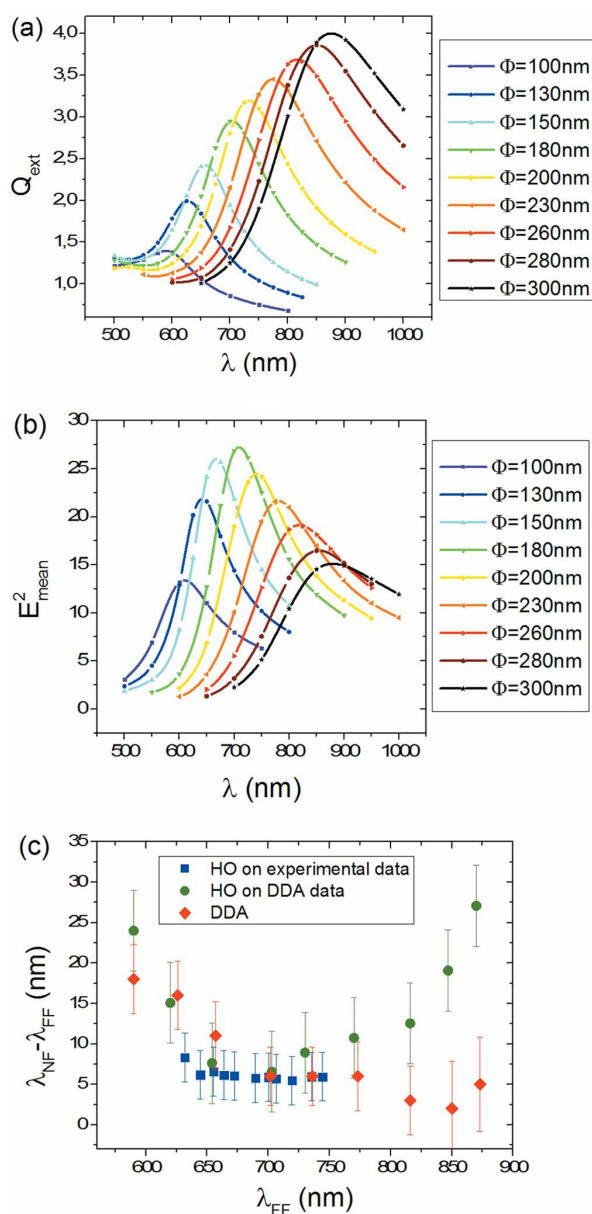 (a)
4,0
3,5
3,0
2,5
2,0
1,5
1,0
Qext
500 600 700 800 900 1000
λ (nm)
Φ=100nm
Φ=130nm
Φ=150nm
Φ=180nm
Φ=200nm
Φ=230nm
Φ=260nm
Φ=280nm
Φ=300nm
(b)
30
25
20
15
10
5
0
E²mean
500 600 700 800 900 1000
λ (nm)
Φ=100nm
Φ=130nm
Φ=150nm
Φ=180nm
Φ=200nm
Φ=230nm
Φ=260nm
Φ=280nm
Φ=300nm
(c)
35
30
25
20
15
10
5
0
λNF-λFF (nm)
HO on experimental data
HO on DDA data
DDA
600 650 700 750 800 850 900
λFF (nm)